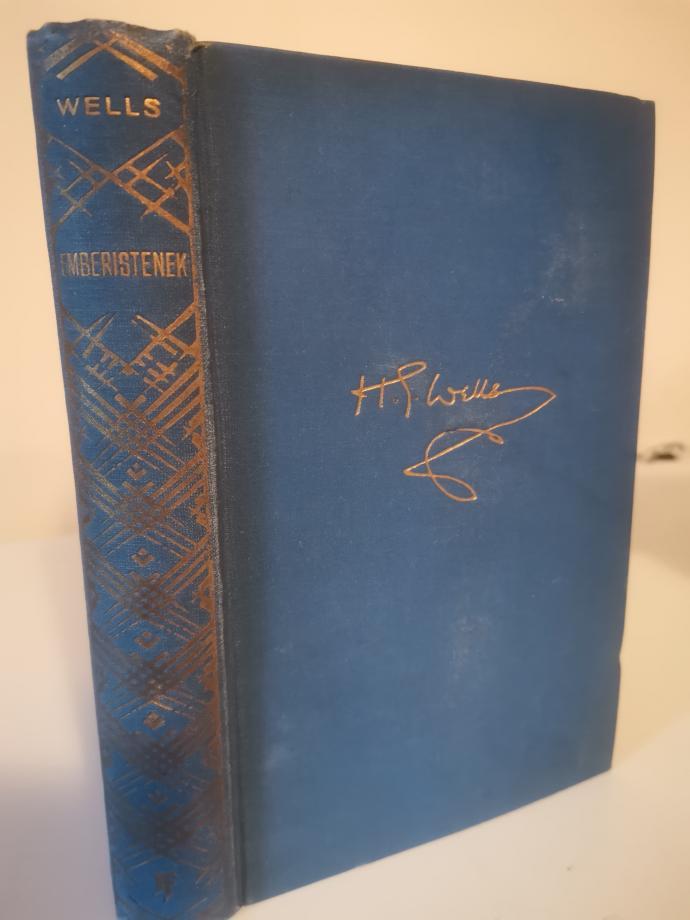 WELLS
EMBERISTENEK
H. G. Wells